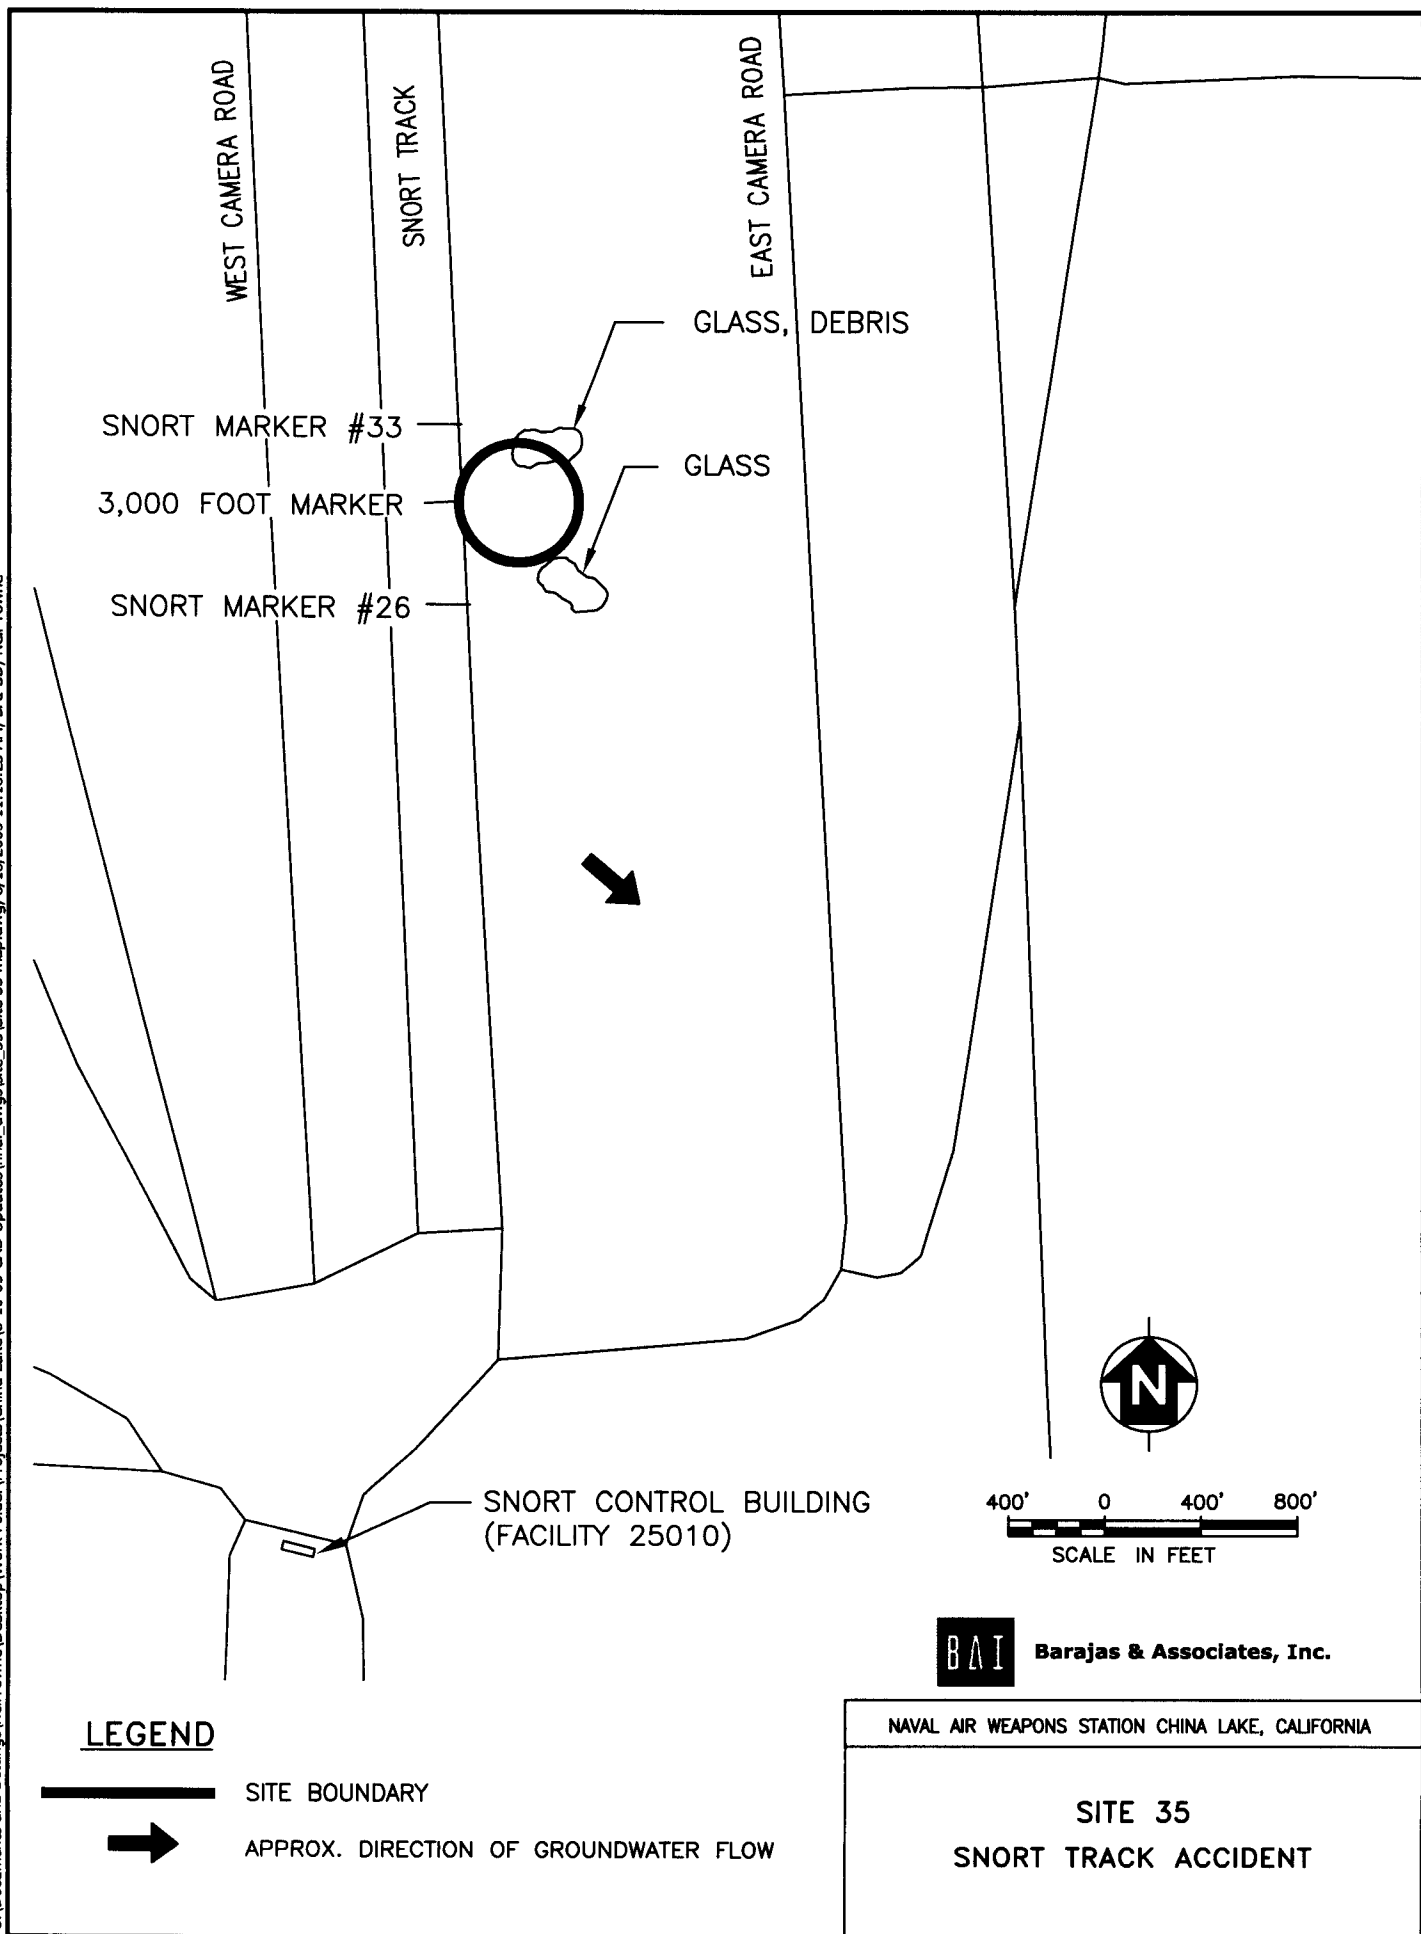 WEST CAMERA ROAD
SNORT TRACK
EAST CAMERA ROAD
GLASS, DEBRIS
SNORT MARKER #33
GLASS
3,000 FOOT MARKER
SNORT MARKER #26
N
SNORT CONTROL BUILDING
(FACILITY 25010)
400' 0 400' 800'
SCALE IN FEET
BAI Barajas & Associates, Inc.
LEGEND
SITE BOUNDARY
APPROX. DIRECTION OF GROUNDWATER FLOW
NAVAL AIR WEAPONS STATION CHINA LAKE, CALIFORNIA
SITE 35
SNORT TRACK ACCIDENT